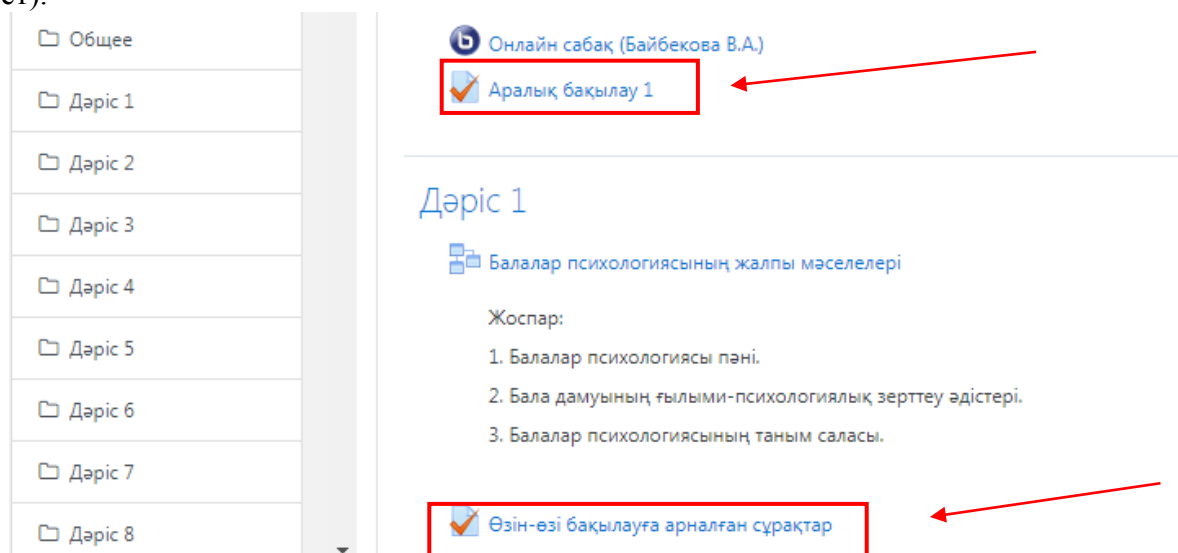 ст).
Общее
Дәріс 1
Дәріс 2
Дәріс 3
Дәріс 4
Дәріс 5
Дәріс 6
Дәріс 7
Дәріс 8
Онлайн сабақ (Байбекова В.А.)
Аралық бақылау 1
Дәріс 1
Балалар психологиясының жалпы мәселелері
Жоспар:
1. Балалар психологиясы пәні.
2. Бала дамуының ғылыми-психологиялық зерттеу әдістері.
3. Балалар психологиясының таным саласы.
Өзін-өзі бақылауға арналған сұрақтар